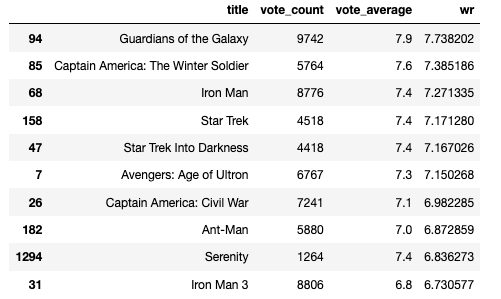 title vote_count vote_average wr
94 Guardians of the Galaxy 9742 7.9 7.738202
85 Captain America: The Winter Soldier 5764 7.6 7.385186
68 Iron Man 8776 7.4 7.271335
158 Star Trek 4518 7.4 7.171280
47 Star Trek Into Darkness 4418 7.4 7.167026
7 Avengers: Age of Ultron 6767 7.3 7.150268
26 Captain America: Civil War 7241 7.1 6.982285
182 Ant-Man 5880 7.0 6.872859
1294 Serenity 1264 7.4 6.836273
31 Iron Man 3 8806 6.8 6.730577